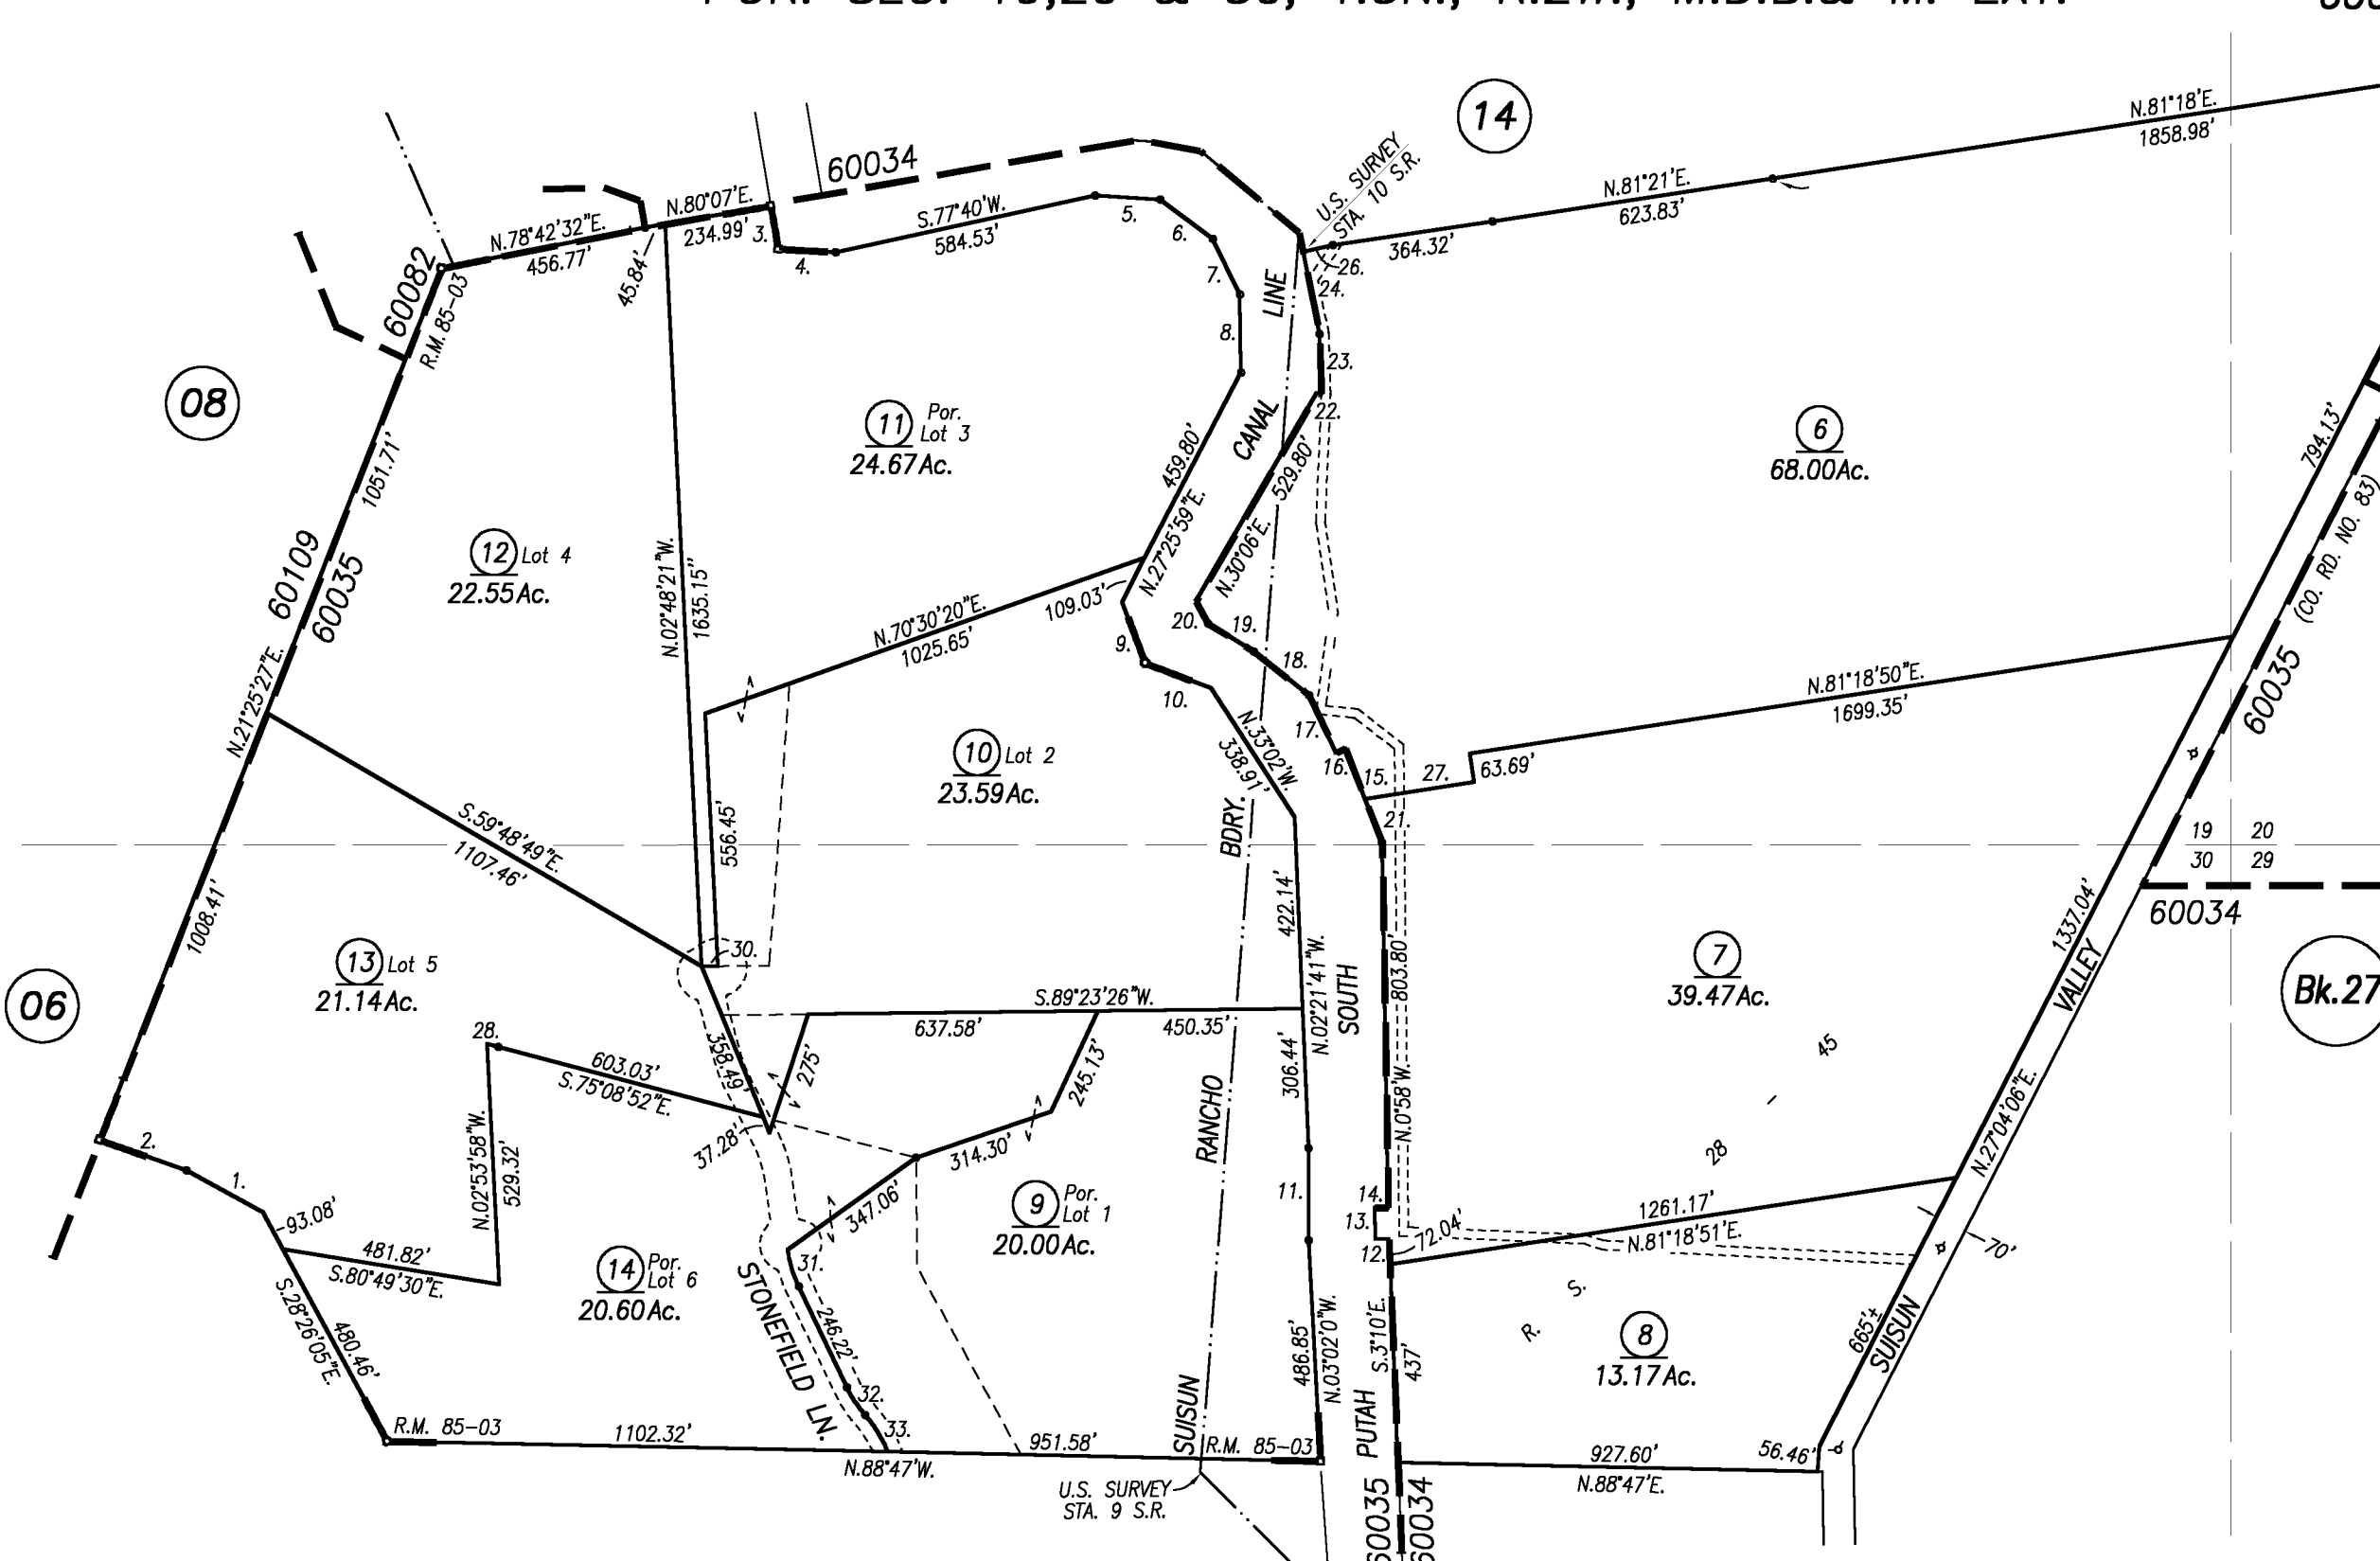 14
N.81°18'E.
1858.98'
N.81°21'E.
623.83'
364.32'
U.S. SURVEY
STA. 10 S.R.
60034
N.80°07'E.
234.99'
3.
4.
S.77°40'W.
584.53'
5.
6.
7.
8.
N.78°42'32"E.
456.77'
45.84'
60082
R.M. 85-03
08
26.
24.
23.
22.
LINE
CANAL
11 Por.
Lot 3
24.67Ac.
6
68.00Ac.
794.13'
(CO. RD. NO. 83)
1051.71'
459.80'
529.80'
N.27°25'59"E.
N.30°06'E.
12 Lot 4
22.55Ac.
60109
60035
N.02°48'21"W.
1635.15"
N.70°30'20"E.
1025.65'
109.03'
9.
10.
20.
19.
18.
17.
16.
15.
27.
63.69'
21.
N.81°18'50"E.
1699.35'
60035
N.21°25'27"E.
N.33°02'W.
338.91'
10 Lot 2
23.59Ac.
556.45'
BDRY.
S.59°48'49"E.
1107.46'
19 20
30 29
60034
1008.41'
13 Lot 5
21.14Ac.
06
30.
422.14'
N.02°21'41"W.
SOUTH
803.80'
N.0°58'W.
7
39.47Ac.
1337.04'
VALLEY
Bk.27
S.89°23'26"W.
637.58'
450.35'
306.44'
358.49'
275'
245.13'
28.
603.03'
S.75°08'52"E.
37.28'
314.30'
347.06'
N.02°53'58"W.
529.32'
2.
1.
93.08'
481.82'
S.80°49'30"E.
RANCHO
45
28
S.
R.
N.27°04'06"E.
9 Por.
Lot 1
20.00Ac.
11.
14.
13.
12.
72.04'
1261.17'
N.81°18'51'E.
70'
14 Por.
Lot 6
20.60Ac.
31.
246.22'
32.
33.
STONEFIELD LN.
S.28°26'05"E.
480.46'
486.85'
N.03°02'0"W.
S.3°10'E.
437'
8
13.17Ac.
665'±
SUISUN
SUISUN
PUTAH
R.M. 85-03
1102.32'
N.88°47'W.
951.58'
R.M. 85-03
U.S. SURVEY
STA. 9 S.R.
927.60'
N.88°47'E.
56.46'
60035
60034